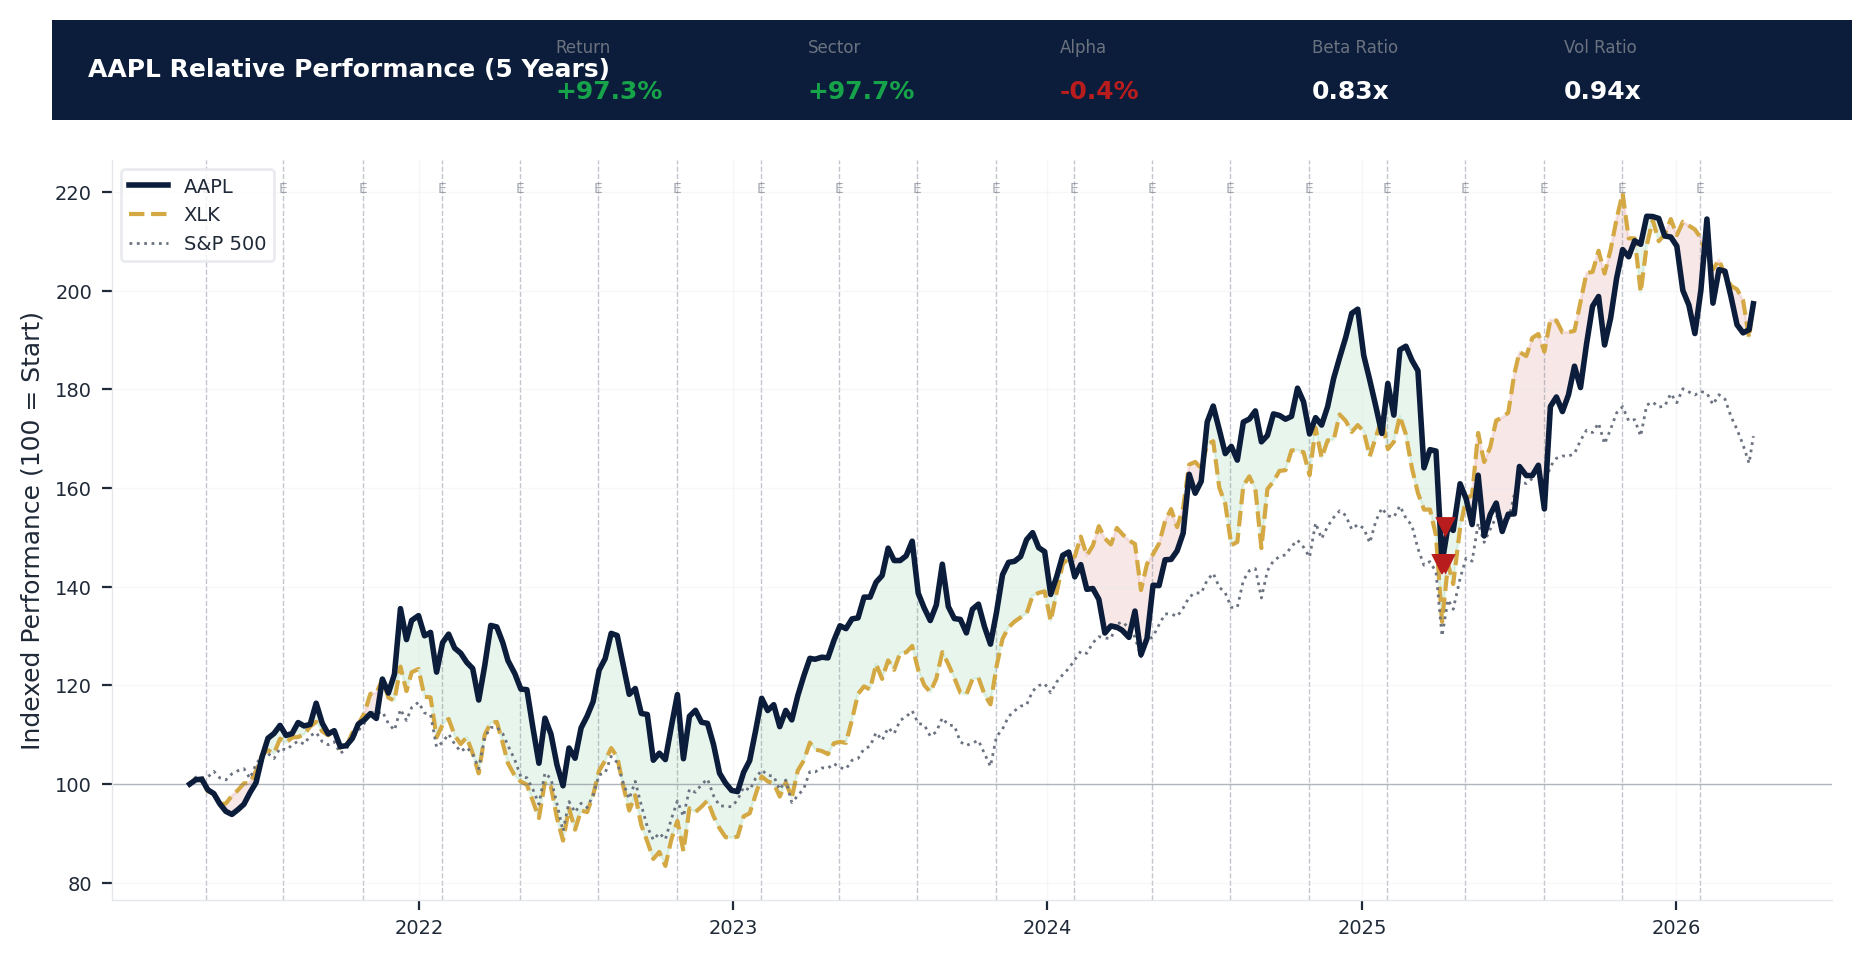 AAPL Relative Performance (5 Years)
Return
+97.3%
Sector
+97.7%
Alpha
-0.4%
Beta Ratio
0.83x
Vol Ratio
0.94x
AAPL
XLK
S&P 500
E E E E E E E E E E E E E E E E E E E
Indexed Performance (100 = Start)
220
200
180
160
140
120
100
80
2022 2023 2024 2025 2026